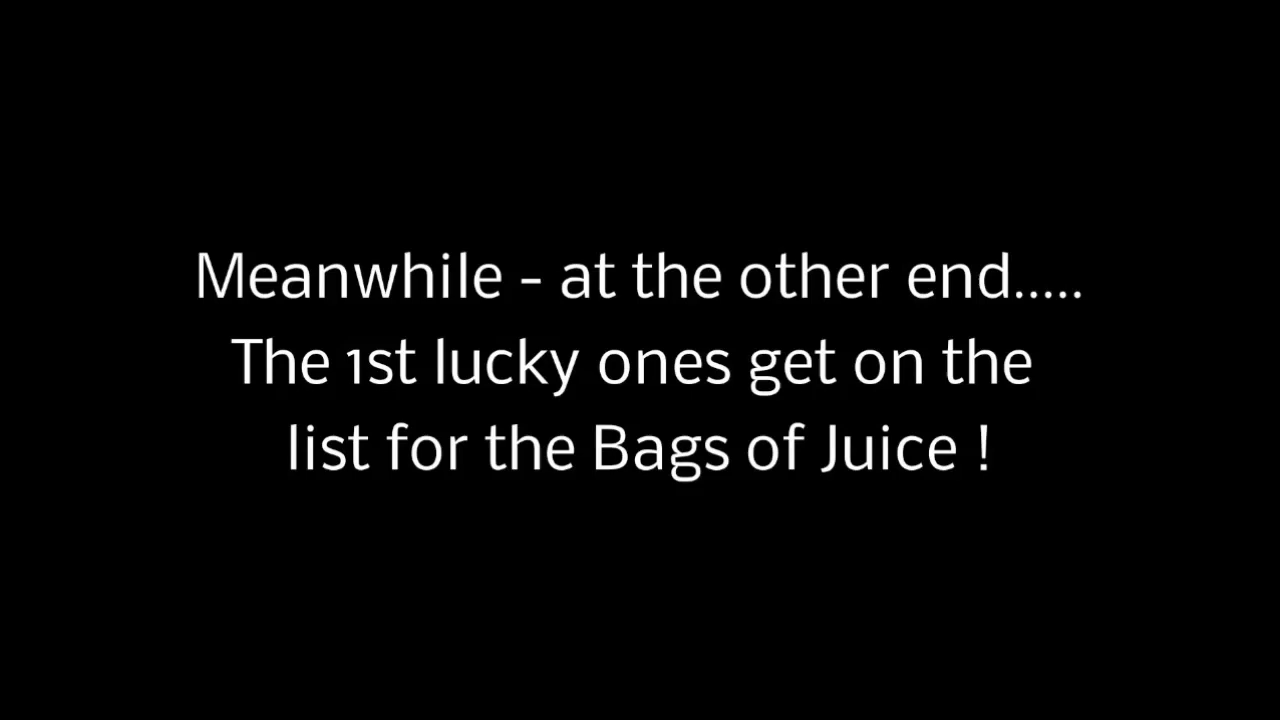 Meanwhile - at the other end.....
The 1st lucky ones get on the
list for the Bags of Juice !